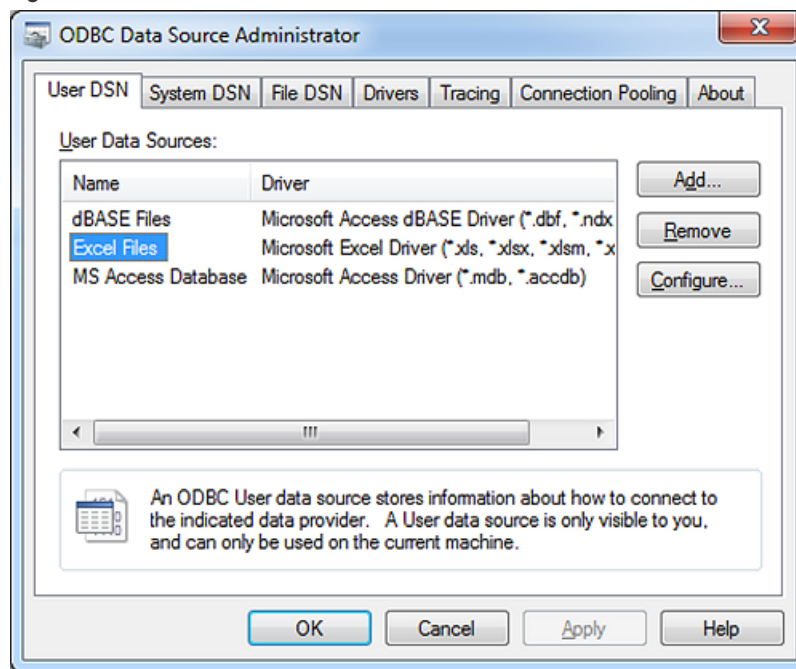 ODBC Data Source Administrator
User DSN System DSN File DSN Drivers Tracing Connection Pooling About
User Data Sources:
Name Driver
Add...
dBASE Files Microsoft Access dBASE Driver (*.dbf, *.ndx
Remove
Excel Files Microsoft Excel Driver (*.xls, *.xlsx, *.xlsm, *.x
MS Access Database Microsoft Access Driver (*.mdb, *.accdb)
Configure...
An ODBC User data source stores information about how to connect to
the indicated data provider. A User data source is only visible to you,
and can only be used on the current machine.
OK Cancel Apply Help